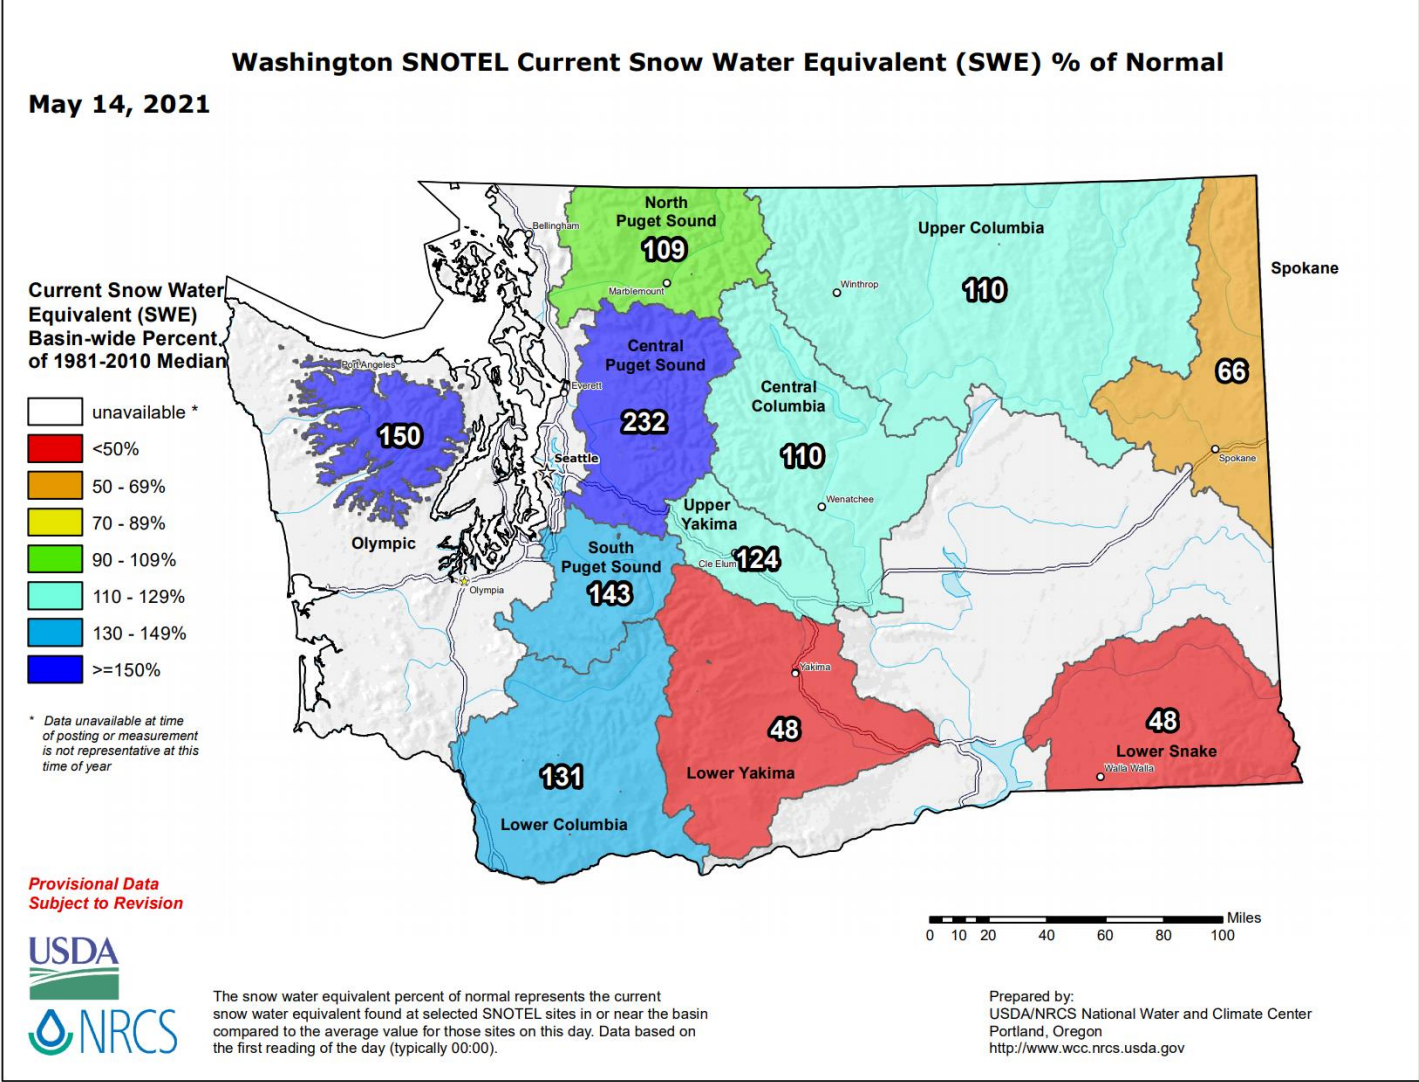 Washington SNOTEL Current Snow Water Equivalent (SWE) % of Normal
May 14, 2021
Current Snow Water
Equivalent (SWE)
Basin-wide Percent
of 1981-2010 Median
unavailable *
<50%
50 - 69%
70 - 89%
90 - 109%
110 - 129%
130 - 149%
>=150%
* Data unavailable at time
of posting or measurement
is not representative at this
time of year
Provisional Data
Subject to Revision
North
Puget Sound
109
Marblemount
Bellingham
Upper Columbia
110
Winthrop
Spokane
66
Spokane
Central
Puget Sound
232
Everett
Seattle
Port Angeles
150
Olympic
Olympia
Central
Columbia
110
Wenatchee
Upper
Yakima
124
Cle Elum
South
Puget Sound
143
Yakima
48
Lower Yakima
131
Lower Columbia
48
Lower Snake
Walla Walla
Miles
0 10 20 40 60 80 100
USDA
NRCS
The snow water equivalent percent of normal represents the current
snow water equivalent found at selected SNOTEL sites in or near the basin
compared to the average value for those sites on this day. Data based on
the first reading of the day (typically 00:00).
Prepared by:
USDA/NRCS National Water and Climate Center
Portland, Oregon
http://www.wcc.nrcs.usda.gov